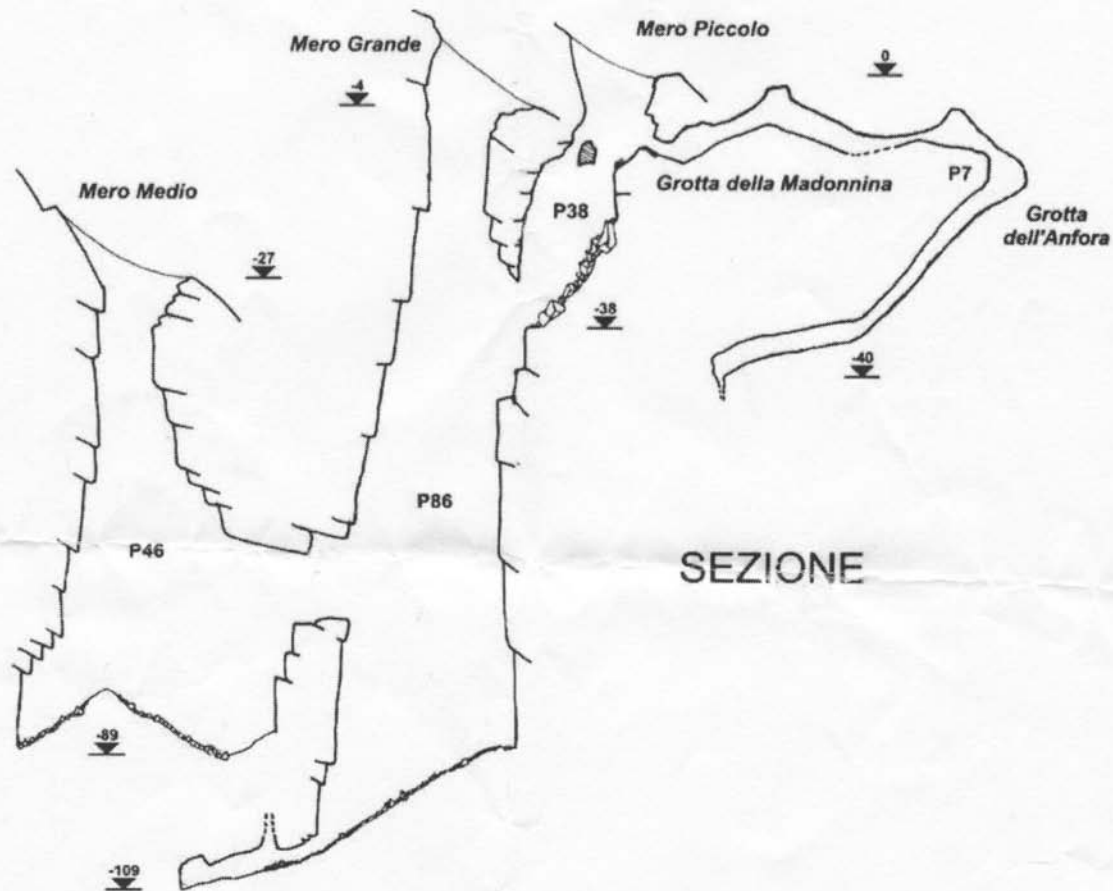 Mero Grande
Mero Piccolo
0
-4
Mero Medio
Grotta della Madonnina
P7
P38
Grotta
dell'Anfora
-27
-38
-40
P86
P46
SEZIONE
-89
-109